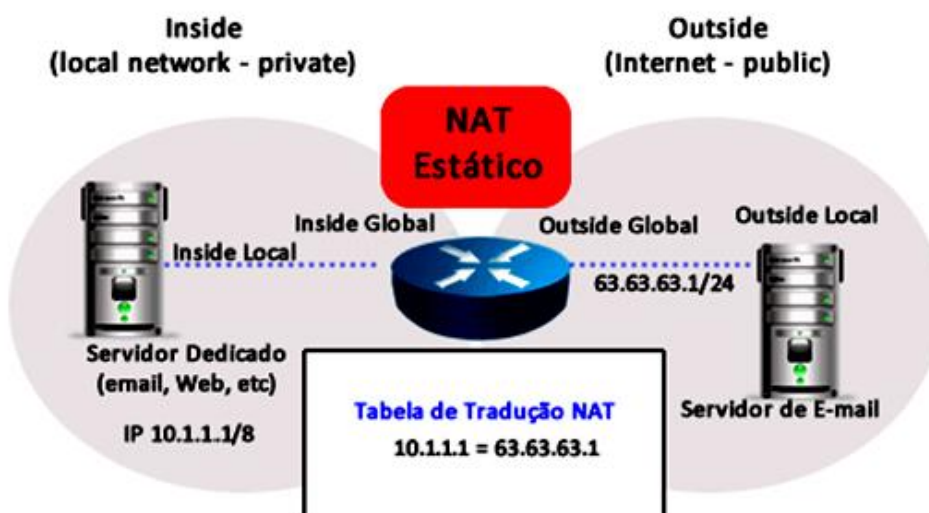 Inside
(local network - private)
Outside
(Internet - public)
NAT
Estático
Inside Global
Outside Global
Outside Local
Inside Local
63.63.63.1/24
Servidor Dedicado
(email, Web, etc)
IP 10.1.1.1/8
Tabela de Tradução NAT
10.1.1.1 = 63.63.63.1
Servidor de E-mail